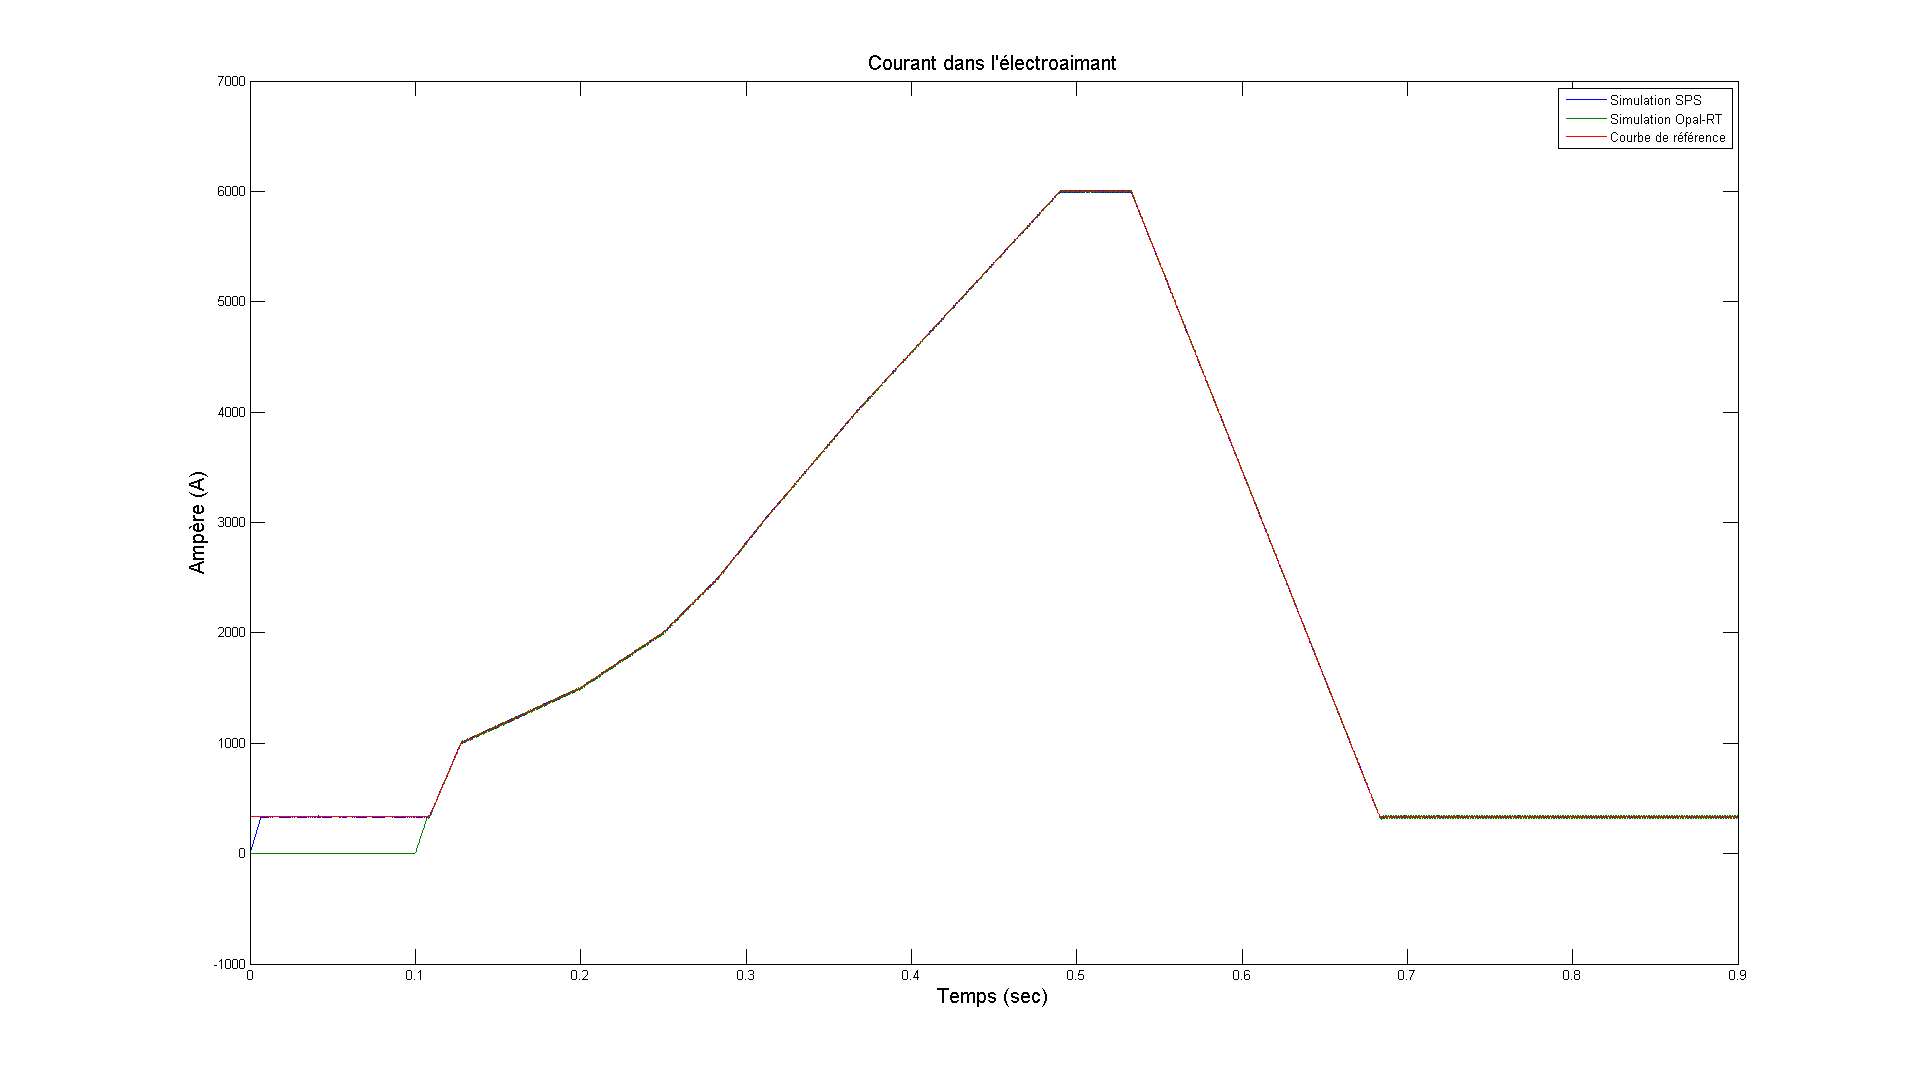 Courant dans l'électroaimant
7000
6000
5000
4000
3000
2000
1000
0
-1000
Ampère (A)
Simulation SPS
Simulation Opal-RT
Courbe de référence
0 0.1 0.2 0.3 0.4 0.5 0.6 0.7 0.8 0.9
Temps (sec)